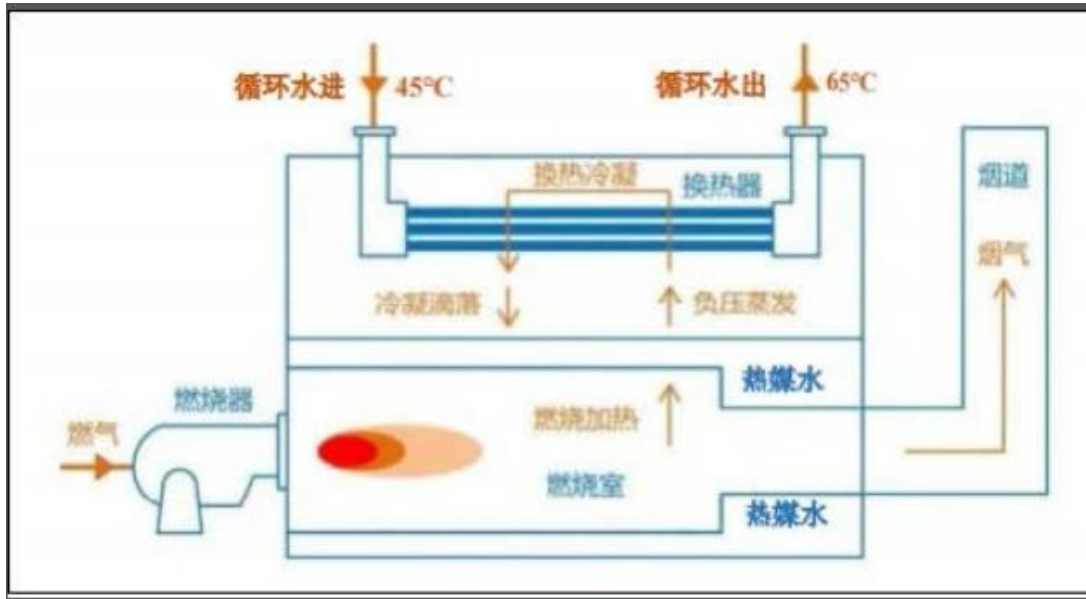 循环水进 45℃
循环水出 65℃
换热冷凝
换热器
烟道
烟气
冷凝滴落
负压蒸发
热媒水
燃烧器
燃气
燃烧加热
燃烧室
热媒水